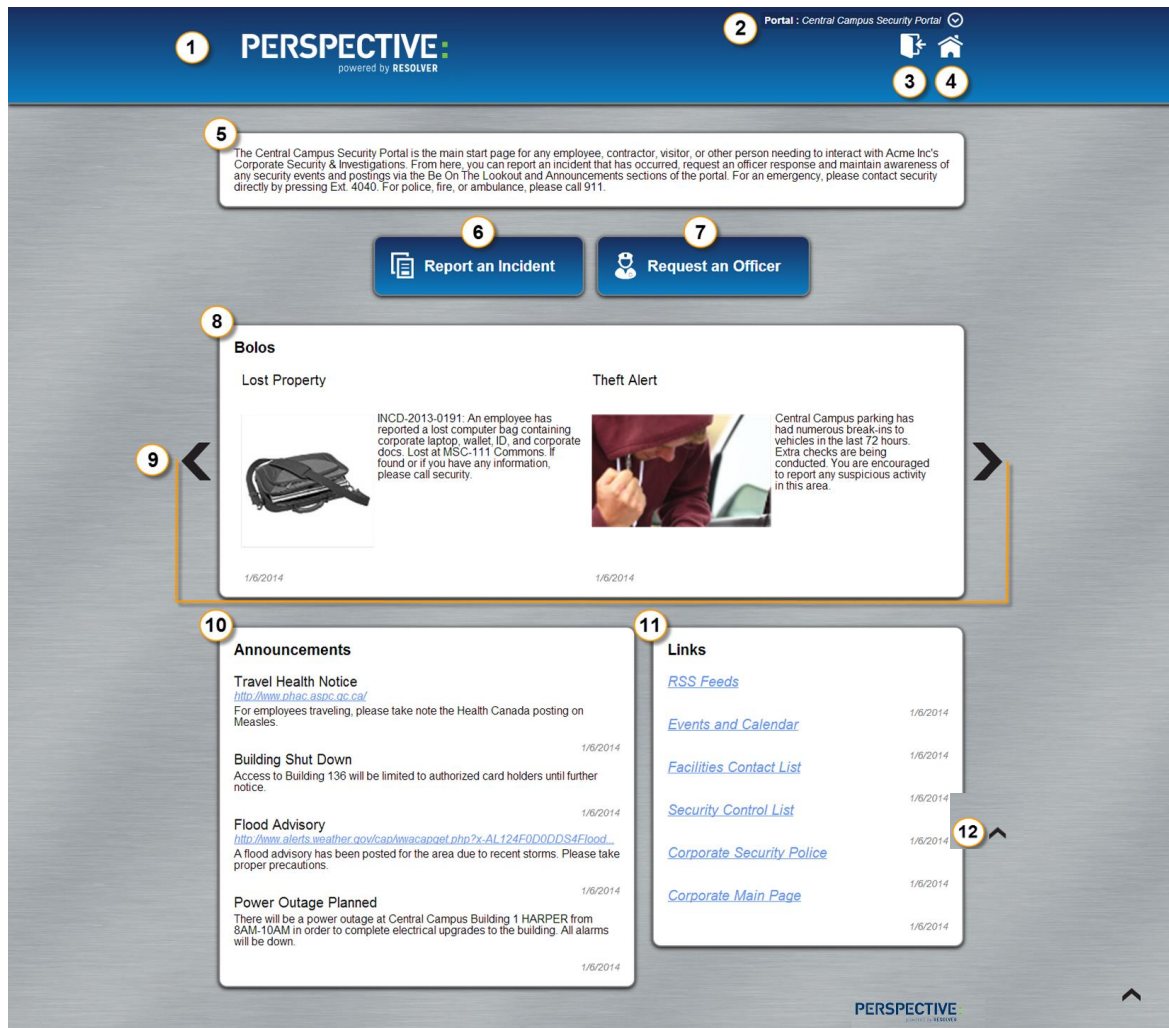 Portal : Central Campus Security Portal
2
1
PERSPECTIVE:
powered by RESOLVER
3
4
5
The Central Campus Security Portal is the main start page for any employee, contractor, visitor, or other person needing to interact with Acme Inc's
Corporate Security & Investigations. From here, you can report an incident that has occurred, request an officer response and maintain awareness of
any security events and postings via the Be On The Lookout and Announcements sections of the portal. For an emergency, please contact security
directly by pressing Ext. 4040. For police, fire, or ambulance, please call 911.
6
7
Report an Incident
Request an Officer
8
Bolos
Lost Property
INCD-2013-0191: An employee has
reported a lost computer bag containing
corporate laptop, wallet, ID, and corporate
docs. Lost at MSC-111 Commons. If
found or if you have any information,
please call security.
1/6/2014
Theft Alert
Central Campus parking has
had numerous break-ins to
vehicles in the last 72 hours.
Extra checks are being
conducted. You are encouraged
to report any suspicious activity
in this area.
1/6/2014
9
10
Announcements
Travel Health Notice
http://www.phac.aspc.gc.ca/
For employees traveling, please take note the Health Canada posting on
Measles.
1/6/2014
Building Shut Down
Access to Building 136 will be limited to authorized card holders until further
notice.
1/6/2014
Flood Advisory
http://www.alerts.weather.gov/cap/wwacapget.php?x-AL124F0D0DDS4Flood...
A flood advisory has been posted for the area due to recent storms. Please take
proper precautions.
1/6/2014
Power Outage Planned
There will be a power outage at Central Campus Building 1 HARPER from
8AM-10AM in order to complete electrical upgrades to the building. All alarms
will be down.
1/6/2014
11
Links
RSS Feeds
1/6/2014
Events and Calendar
1/6/2014
Facilities Contact List
1/6/2014
Security Control List
1/6/2014
Corporate Security Police
1/6/2014
Corporate Main Page
1/6/2014
12
PERSPECTIVE:
powered by RESOLVER